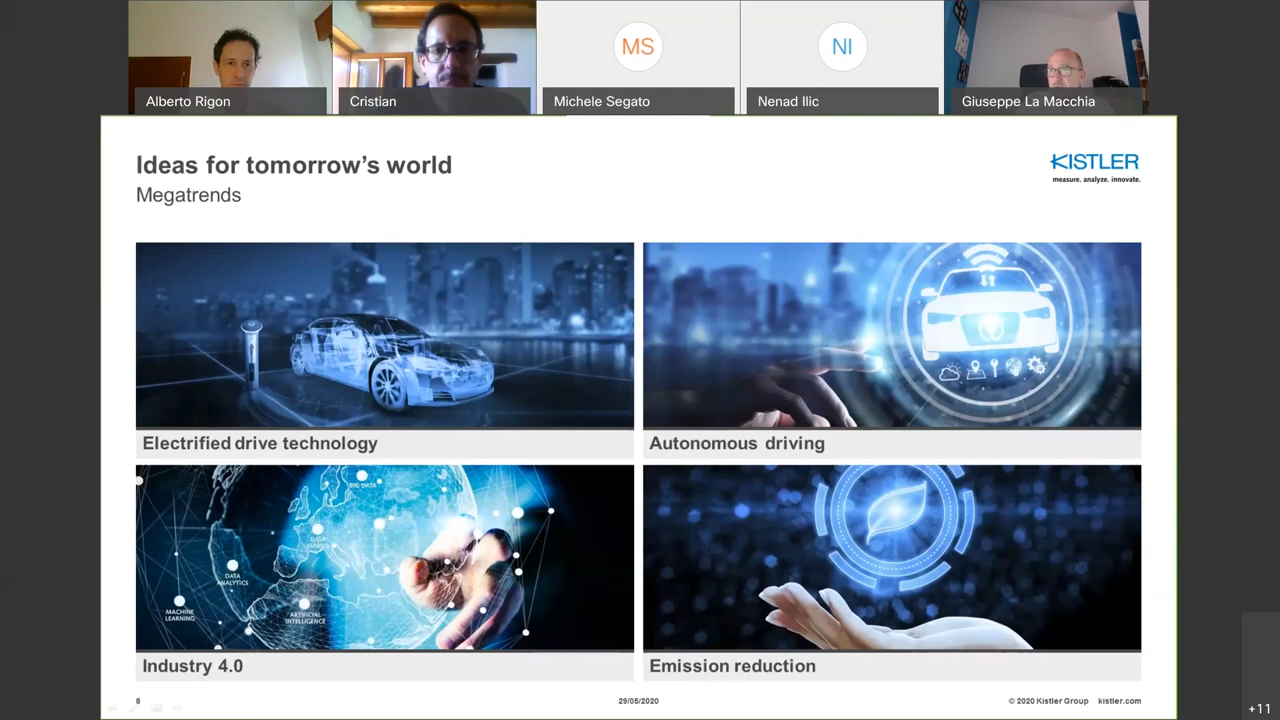 MS
NI
Alberto Rigon
Cristian
Michele Segato
Nenad Ilic
Giuseppe La Macchia
Ideas for tomorrow's world
Megatrends
KISTLER
measure. analyze. innovate.
Electrified drive technology
Autonomous driving
BIG DATA
DATA
MINING
DATA
ANALYTICS
MACHINE
LEARNING
ARTIFICIAL
INTELLIGENCE
Industry 4.0
Emission reduction
8
29/05/2020
© 2020 Kistler Group
kistler.com
+11